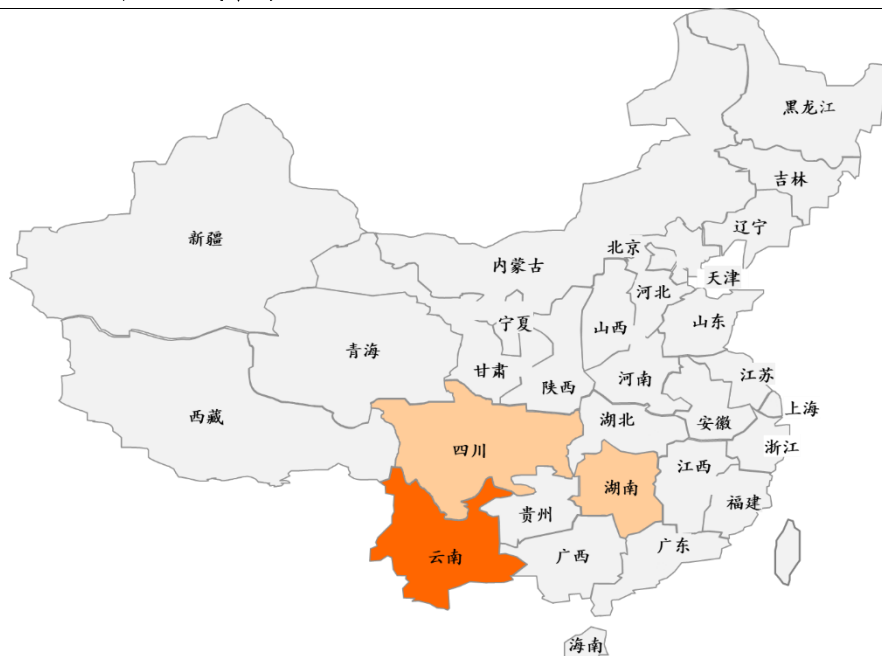 黑龙江
吉林
辽宁
新疆
北京
内蒙古
天津
河北
宁夏
山西
山东
青海
甘肃
河南
江苏
陕西
西藏
湖北
安徽
上海
四川
浙江
江西
湖南
贵州
福建
云南
广西
广东
海南